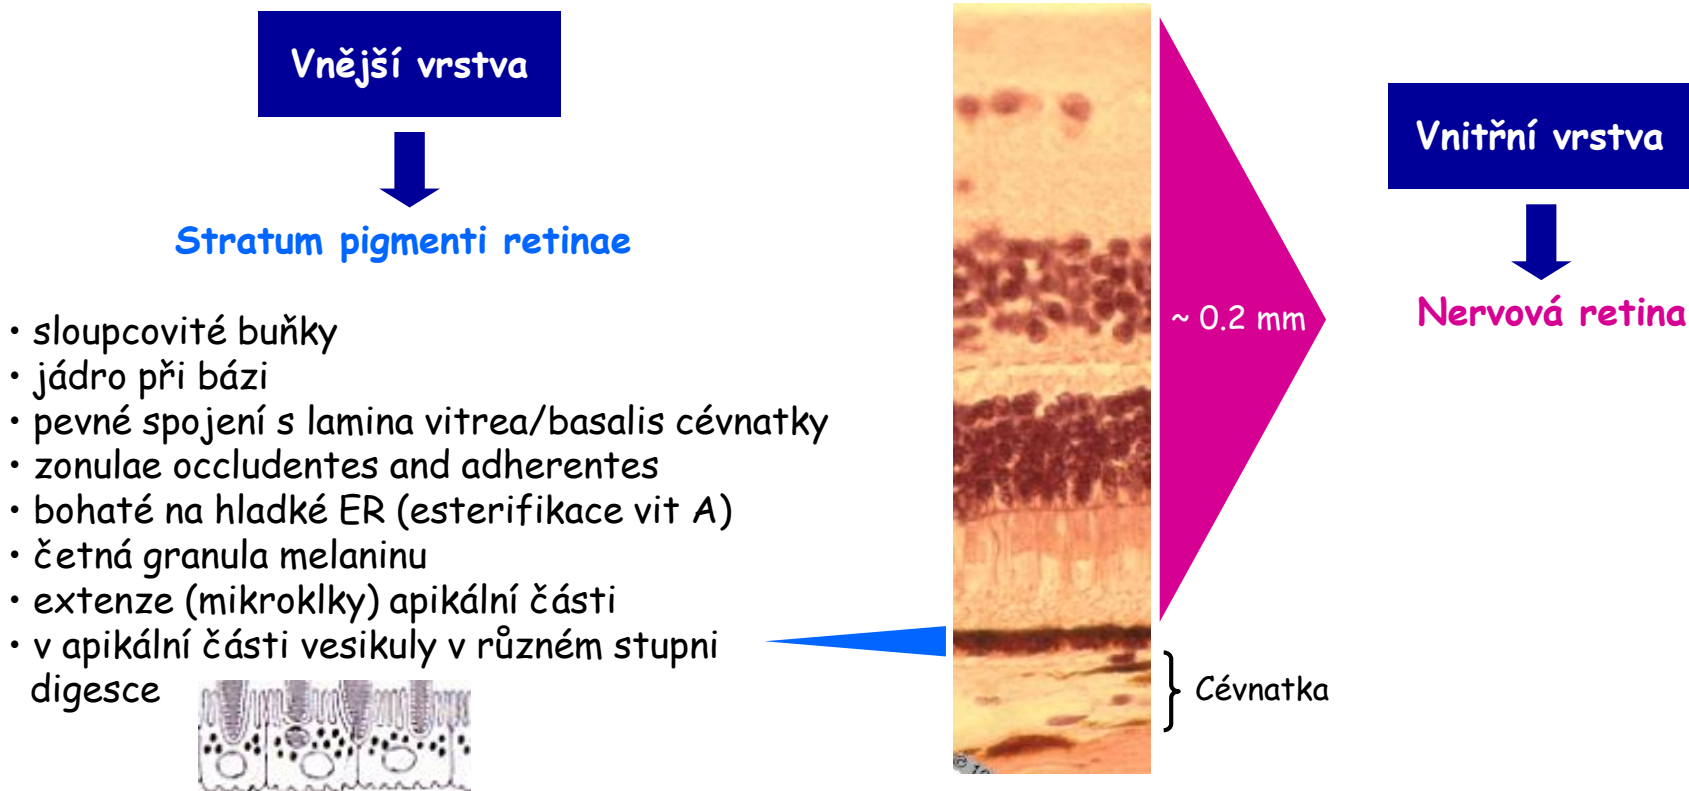 Vnější vrstva
Stratum pigmenti retinae
• sloupcovité buňky
• jádro při bázi
• pevné spojení s lamina vitrea/basalis cévnatky
• zonulae occludentes and adherentes
• bohaté na hladké ER (esterifikace vit A)
• četná granula melaninu
• extenze (mikroklky) apikální části
• v apikální části vesikuly v různém stupni
digesce
~ 0.2 mm
Cévnatka
Vnitřní vrstva
Nervová retina